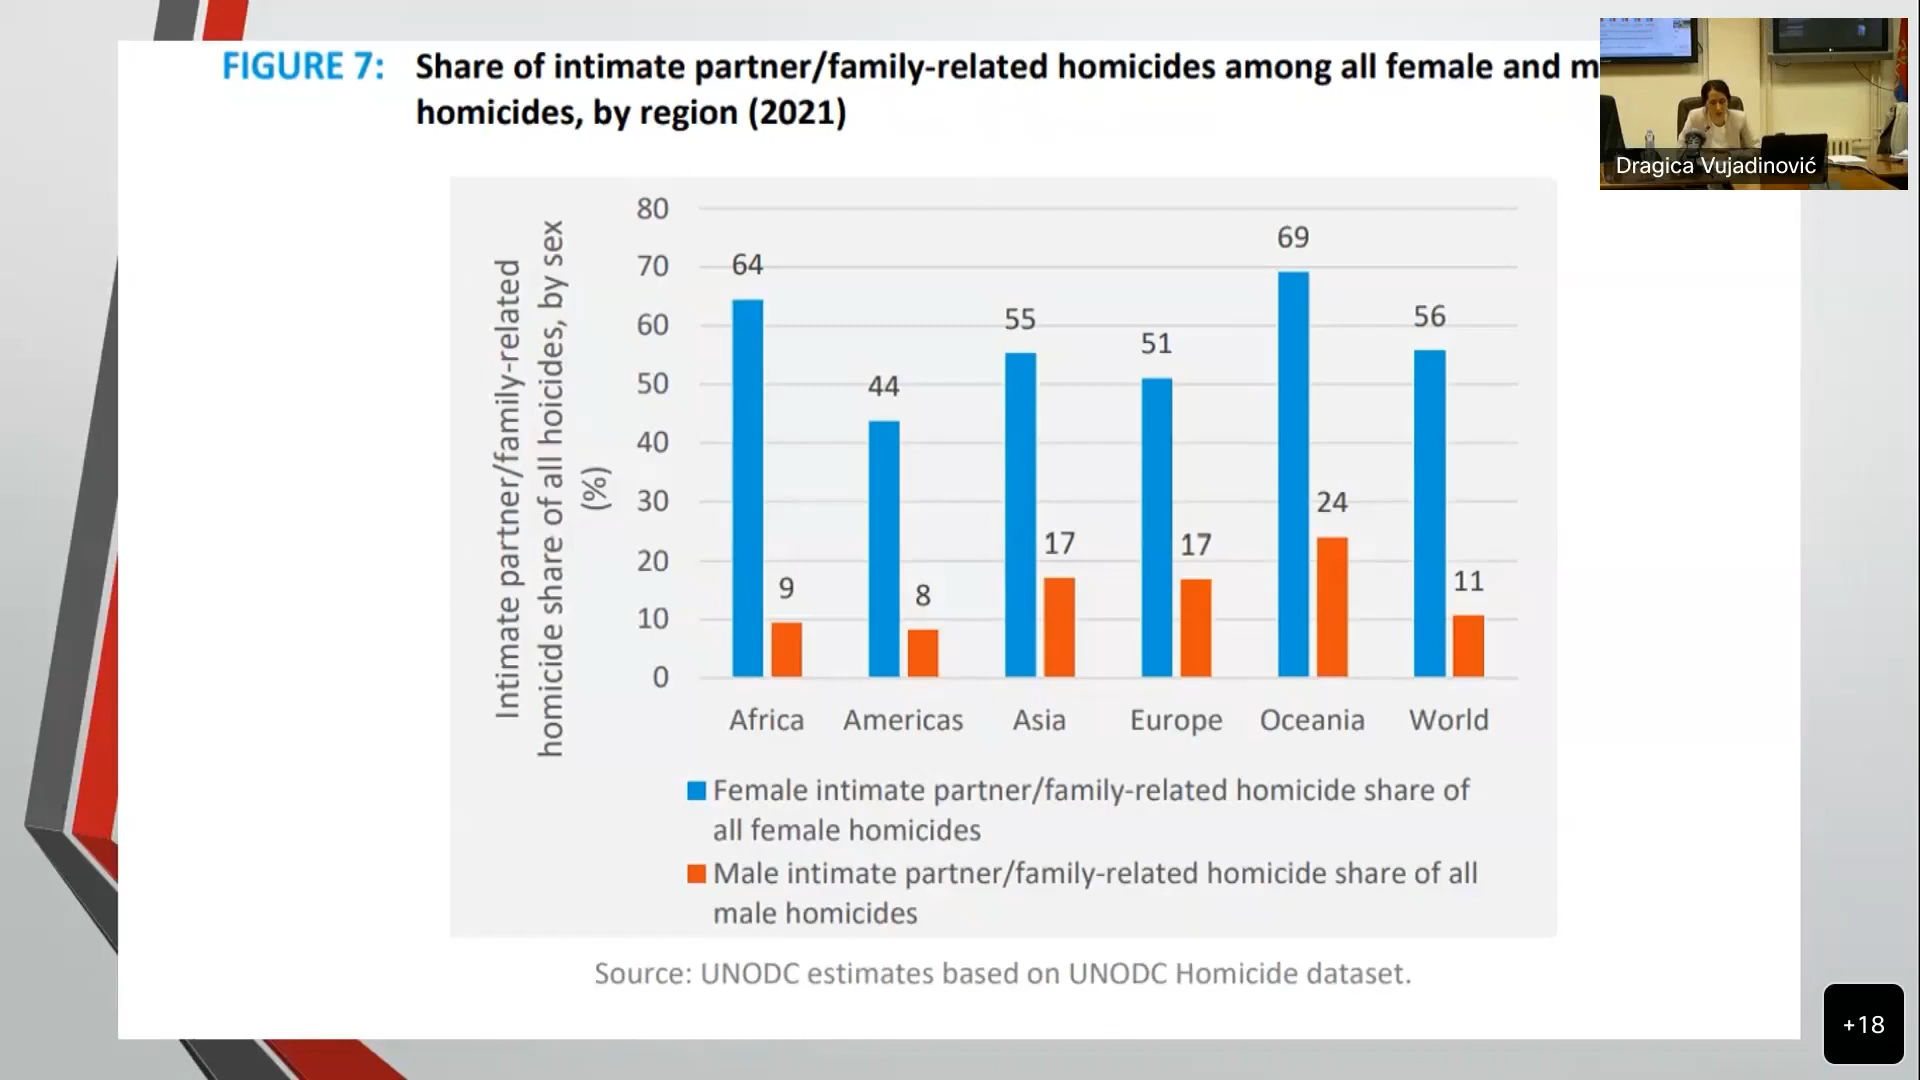 FIGURE 7: Share of intimate partner/family-related homicides among all female and m
homicides, by region (2021)
Dragica Vujadinović
Intimate partner/family-related
homicide share of all hoicides, by sex
(%)
80
70
60
50
40
30
20
10
0
64
9
44
8
55
17
51
17
69
24
56
11
Africa Americas Asia Europe Oceania World
Female intimate partner/family-related homicide share of
all female homicides
Male intimate partner/family-related homicide share of all
male homicides
Source: UNODC estimates based on UNODC Homicide dataset.
+18